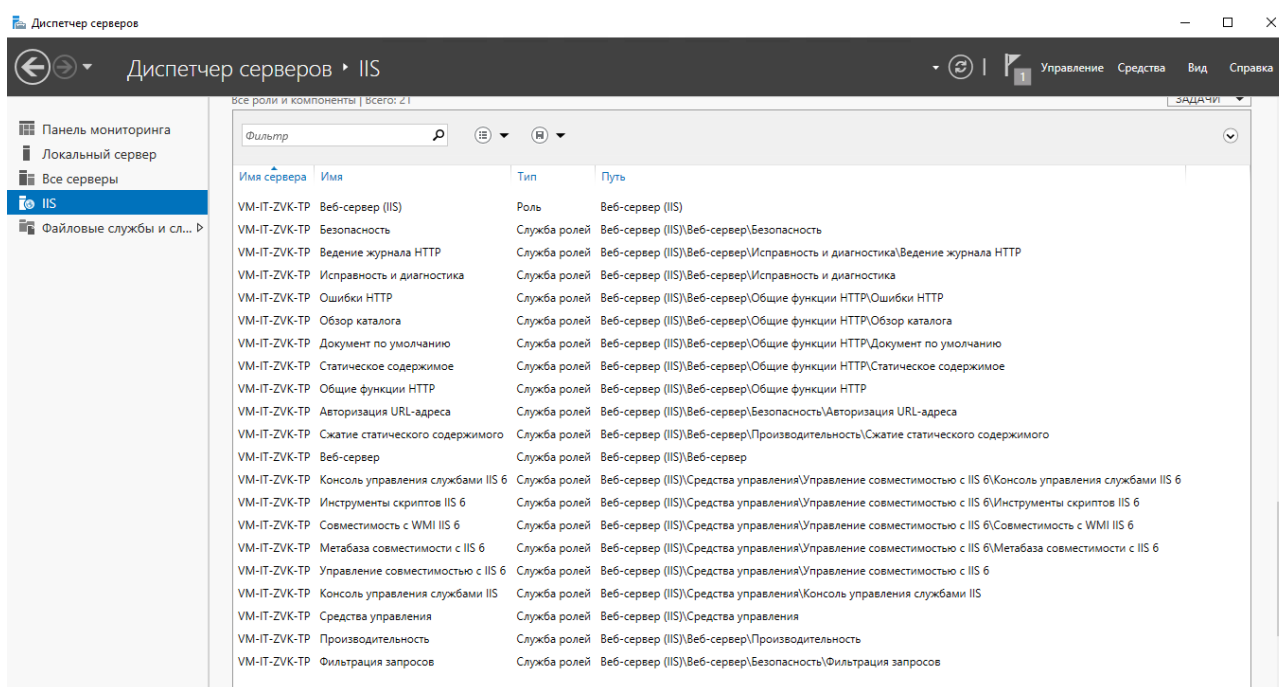 Диспетчер серверов
Диспетчер серверов ‣ IIS
1 Управление Средства Вид Справка
Панель мониторинга
Локальный сервер
Все серверы
IIS
Файловые службы и сл...
Все роли и компоненты | Всего: 21
ЗАДАЧИ
Фильтр
Имя сервера Имя Тип Путь
VM-IT-ZVK-TP Веб-сервер (IIS) Роль Веб-сервер (IIS)
VM-IT-ZVK-TP Безопасность Служба ролей Веб-сервер (IIS)\Веб-сервер\Безопасность
VM-IT-ZVK-TP Ведение журнала HTTP Служба ролей Веб-сервер (IIS)\Веб-сервер\Исправность и диагностика\Ведение журнала HTTP
VM-IT-ZVK-TP Исправность и диагностика Служба ролей Веб-сервер (IIS)\Веб-сервер\Исправность и диагностика
VM-IT-ZVK-TP Ошибки HTTP Служба ролей Веб-сервер (IIS)\Веб-сервер\Общие функции HTTP\Ошибки HTTP
VM-IT-ZVK-TP Обзор каталога Служба ролей Веб-сервер (IIS)\Веб-сервер\Общие функции HTTP\Обзор каталога
VM-IT-ZVK-TP Документ по умолчанию Служба ролей Веб-сервер (IIS)\Веб-сервер\Общие функции HTTP\Документ по умолчанию
VM-IT-ZVK-TP Статическое содержимое Служба ролей Веб-сервер (IIS)\Веб-сервер\Общие функции HTTP\Статическое содержимое
VM-IT-ZVK-TP Общие функции HTTP Служба ролей Веб-сервер (IIS)\Веб-сервер\Общие функции HTTP
VM-IT-ZVK-TP Авторизация URL-адреса Служба ролей Веб-сервер (IIS)\Веб-сервер\Безопасность\Авторизация URL-адреса
VM-IT-ZVK-TP Сжатие статического содержимого Служба ролей Веб-сервер (IIS)\Веб-сервер\Производительность\Сжатие статического содержимого
VM-IT-ZVK-TP Веб-сервер Служба ролей Веб-сервер (IIS)\Веб-сервер
VM-IT-ZVK-TP Консоль управления службами IIS 6 Служба ролей Веб-сервер (IIS)\Средства управления\Управление совместимостью с IIS 6\Консоль управления службами IIS 6
VM-IT-ZVK-TP Инструменты скриптов IIS 6 Служба ролей Веб-сервер (IIS)\Средства управления\Управление совместимостью с IIS 6\Инструменты скриптов IIS 6
VM-IT-ZVK-TP Совместимость с WMI IIS 6 Служба ролей Веб-сервер (IIS)\Средства управления\Управление совместимостью с IIS 6\Совместимость с WMI IIS 6
VM-IT-ZVK-TP Метабаза совместимости с IIS 6 Служба ролей Веб-сервер (IIS)\Средства управления\Управление совместимостью с IIS 6\Метабаза совместимости с IIS 6
VM-IT-ZVK-TP Управление совместимостью с IIS 6 Служба ролей Веб-сервер (IIS)\Средства управления\Управление совместимостью с IIS 6
VM-IT-ZVK-TP Консоль управления службами IIS Служба ролей Веб-сервер (IIS)\Средства управления\Консоль управления службами IIS
VM-IT-ZVK-TP Средства управления Служба ролей Веб-сервер (IIS)\Средства управления
VM-IT-ZVK-TP Производительность Служба ролей Веб-сервер (IIS)\Веб-сервер\Производительность
VM-IT-ZVK-TP Фильтрация запросов Служба ролей Веб-сервер (IIS)\Веб-сервер\Безопасность\Фильтрация запросов